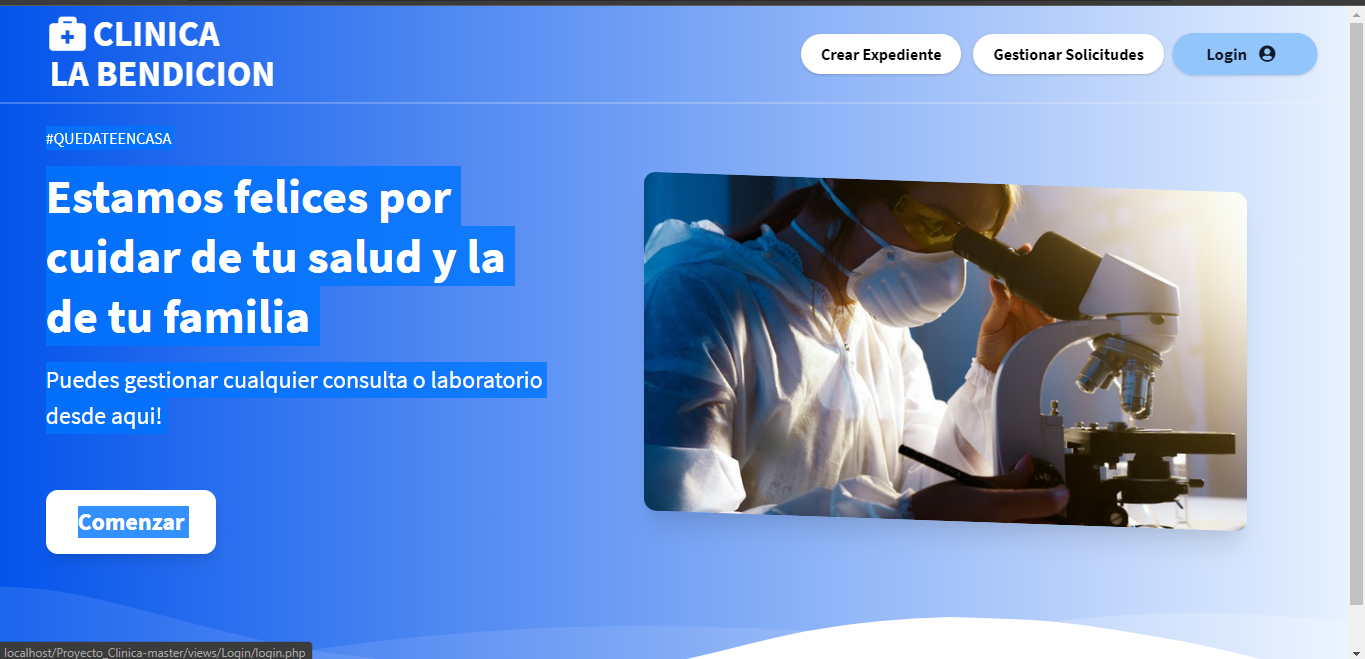 CLINICA
LA BENDICION
Crear Expediente
Gestionar Solicitudes
Login
#QUEDATEENCASA
Estamos felices por
cuidar de tu salud y la
de tu familia
Puedes gestionar cualquier consulta o laboratorio
desde aqui!
Comenzar
localhost/Proyecto_Clinica-master/views/Login/login.php